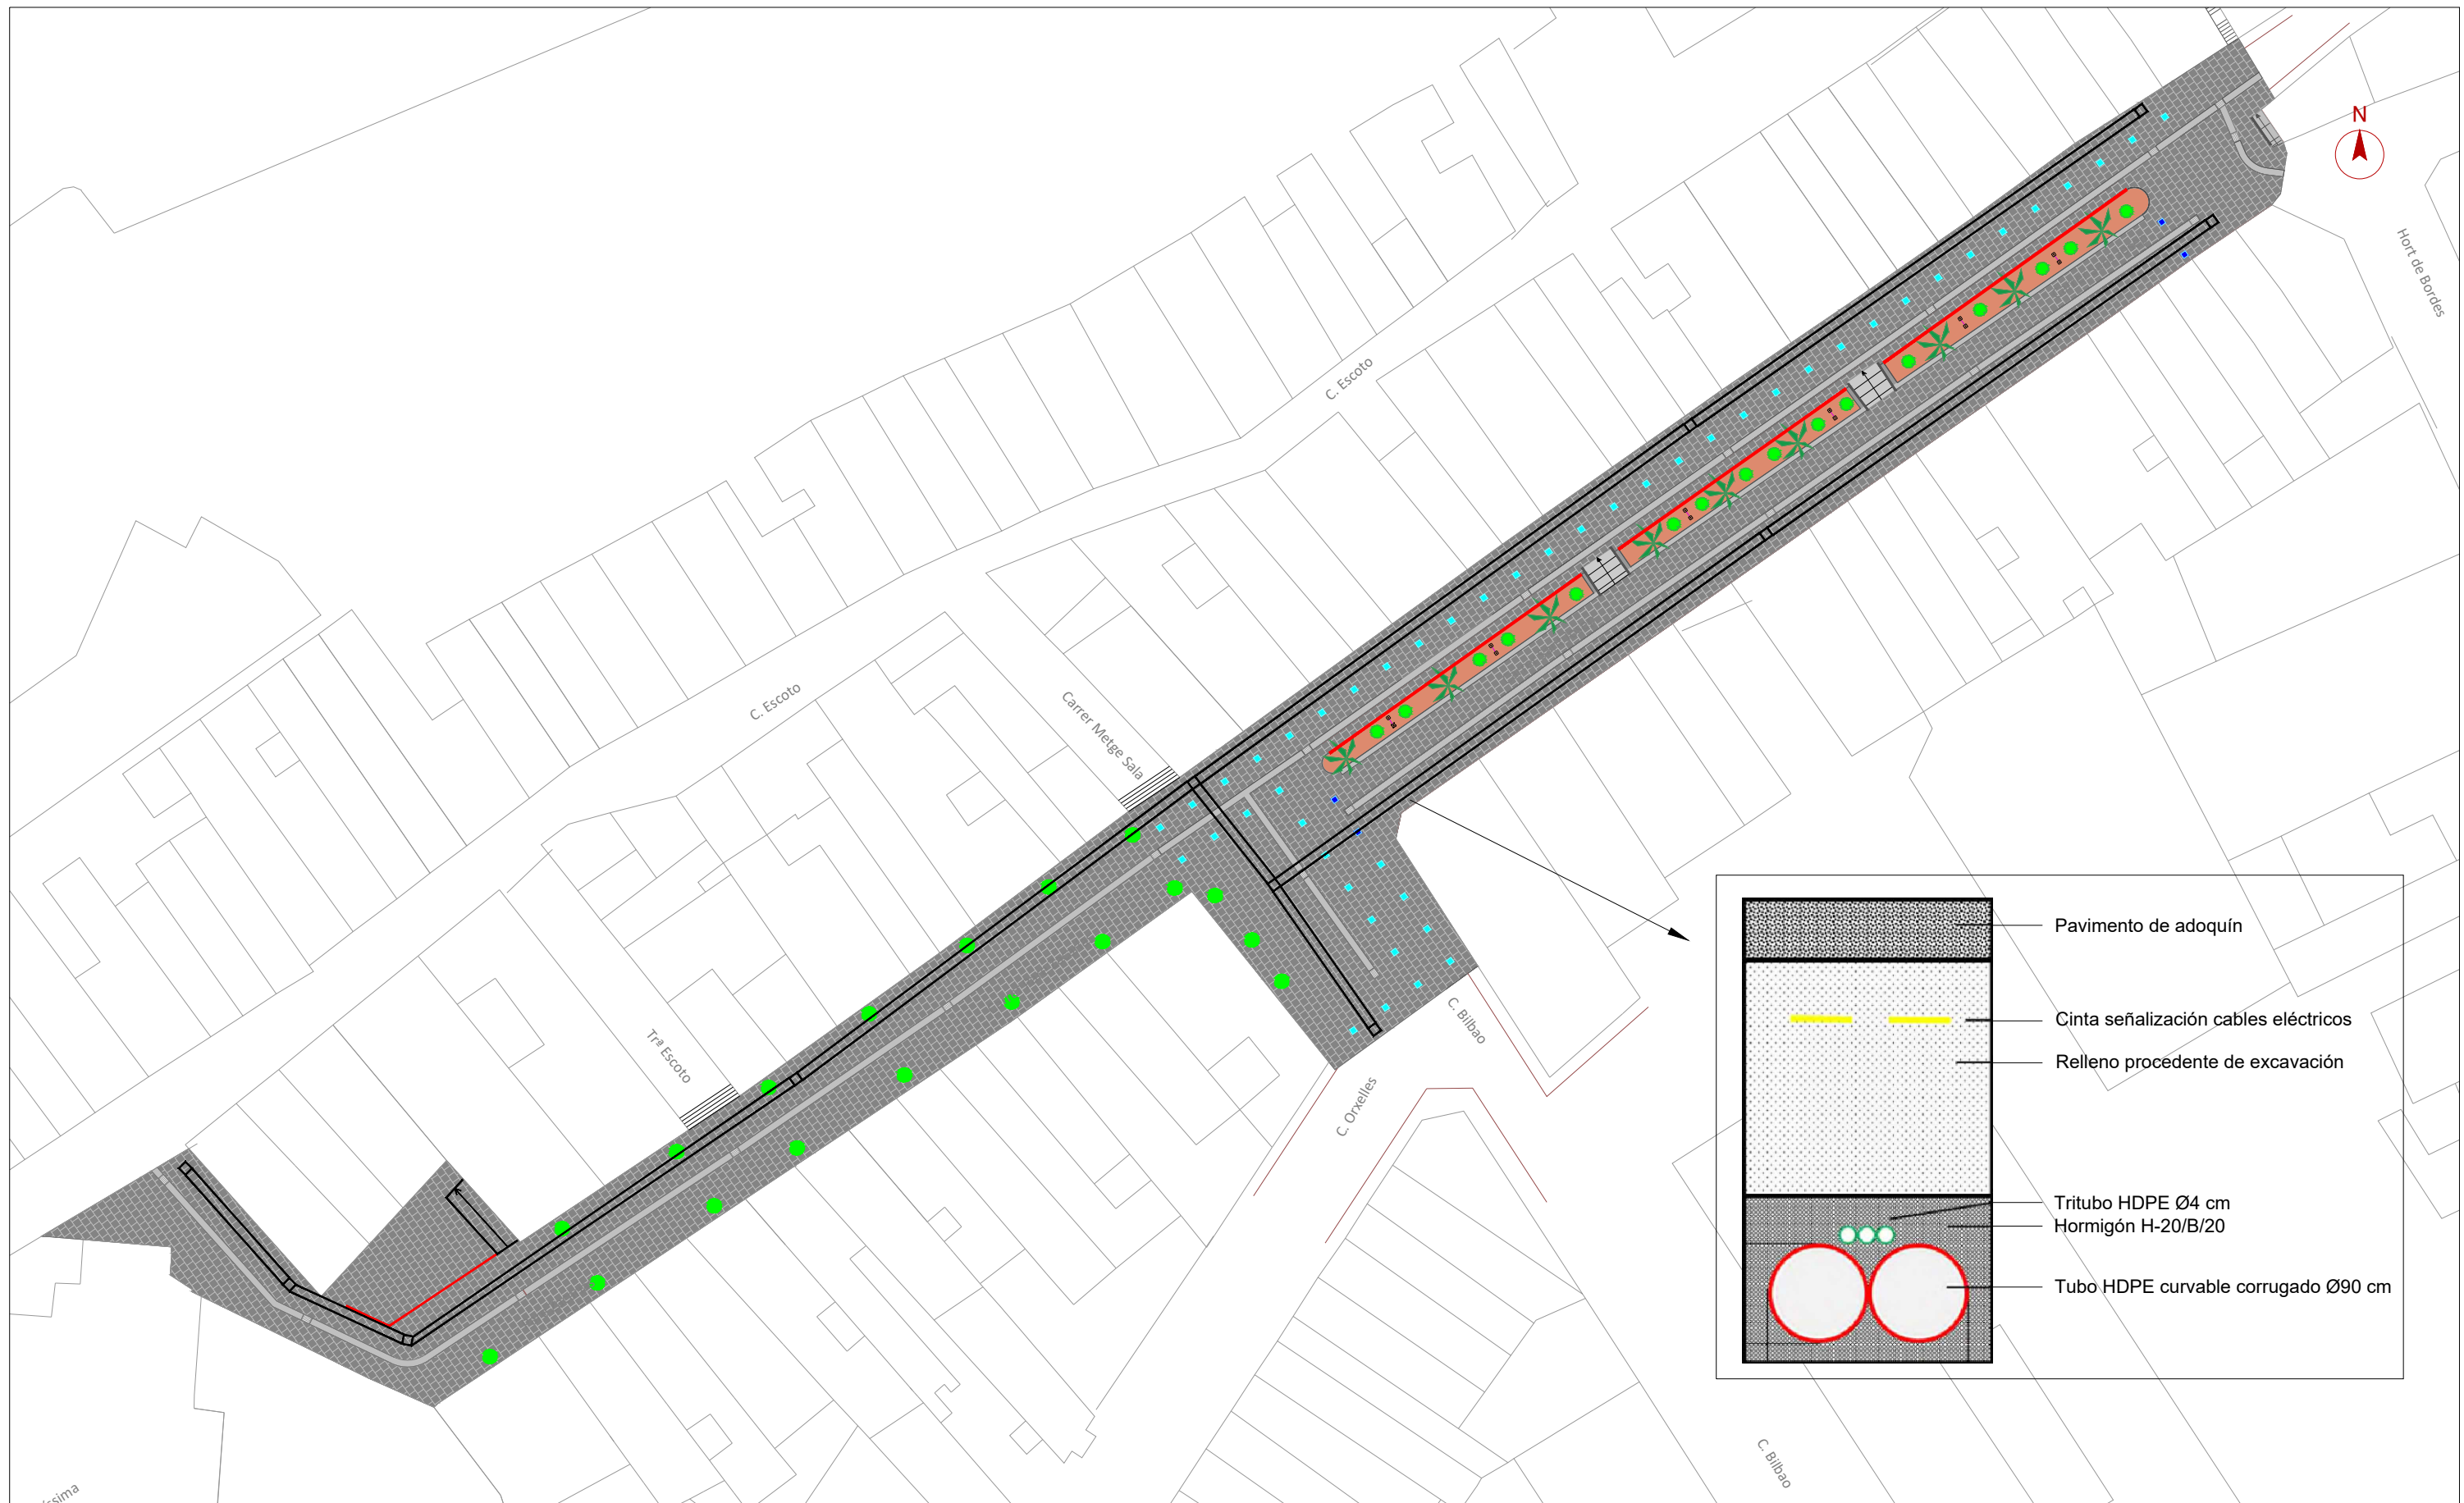 N
Hort de Bordes
C. Escoto
C. Escoto
Carrer Metge Sala
Trª Escoto
C. Bilbao
C. Orxelles
C. Bilbao
Pavimento de adoquín
Cinta señalización cables eléctricos
Relleno procedente de excavación
Tritubo HDPE Ø4 cm
Hormigón H-20/B/20
Tubo HDPE curvable corrugado Ø90 cm